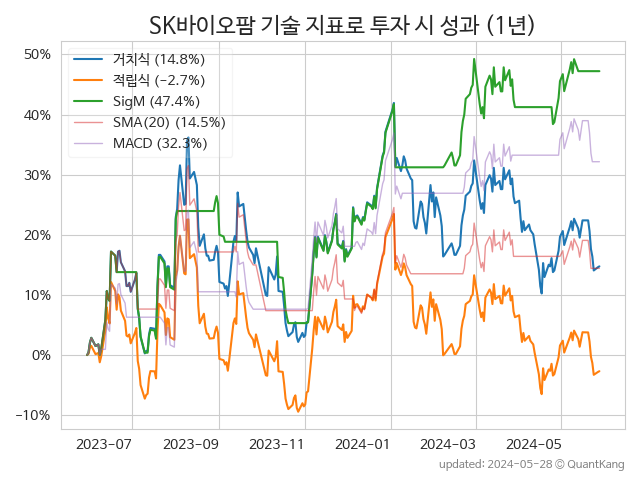 SK바이오팜 기술 지표로 투자 시 성과 (1년)
50%
40%
30%
20%
10%
0%
−10%
거치식 (14.8%)
적립식 (−2.7%)
SigM (47.4%)
SMA(20) (14.5%)
MACD (32.3%)
2023-07
2023-09
2023-11
2024-01
2024-03
2024-05
updated: 2024-05-28 © QuantKang